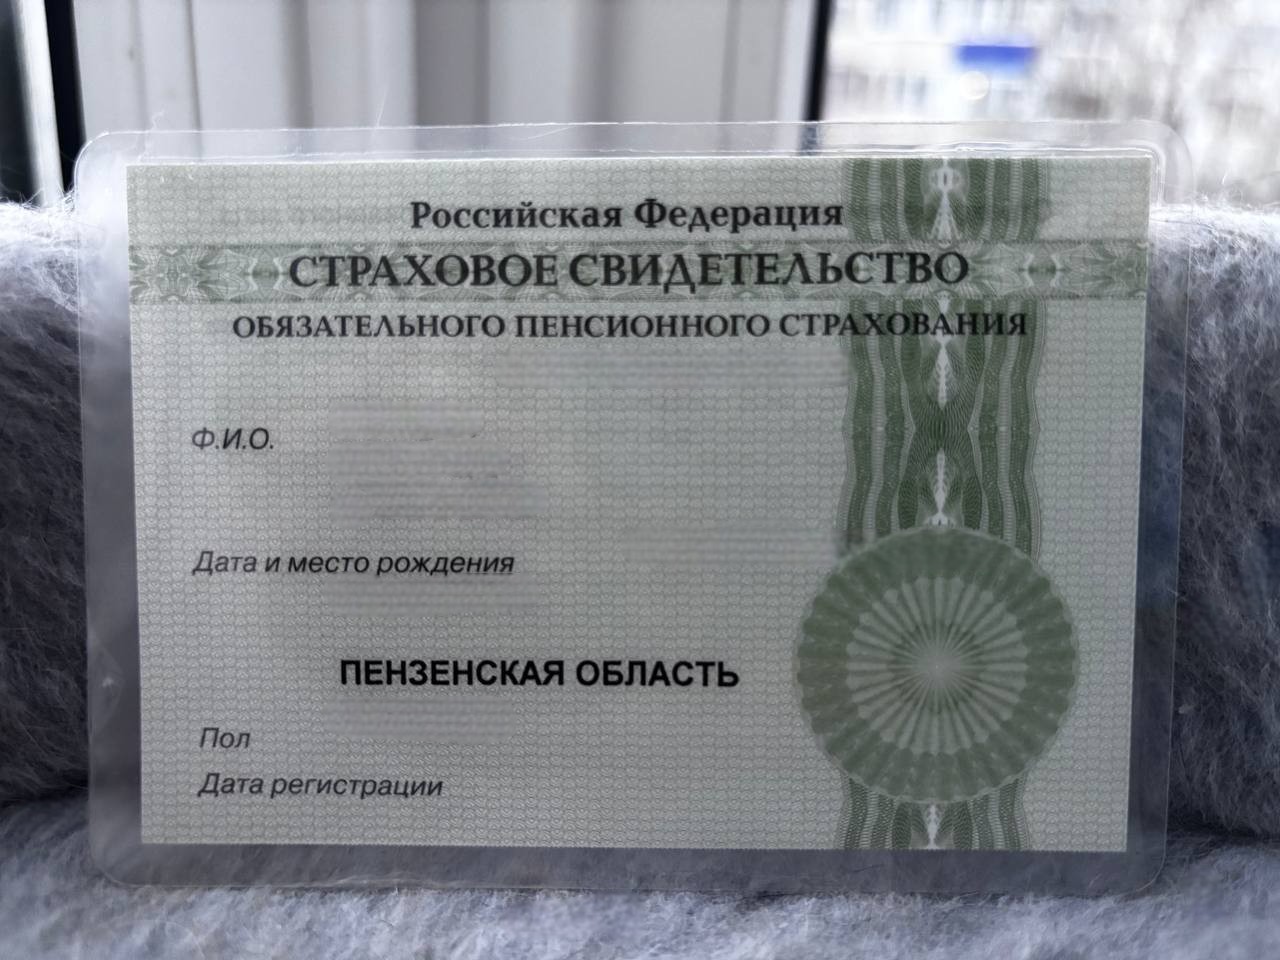 Российская Федерация
СТРАХОВОЕ СВИДЕТЕЛЬСТВО
ОБЯЗАТЕЛЬНОГО ПЕНСИОННОГО СТРАХОВАНИЯ
Ф.И.О.
Дата и место рождения
ПЕНЗЕНСКАЯ ОБЛАСТЬ
Пол
Дата регистрации